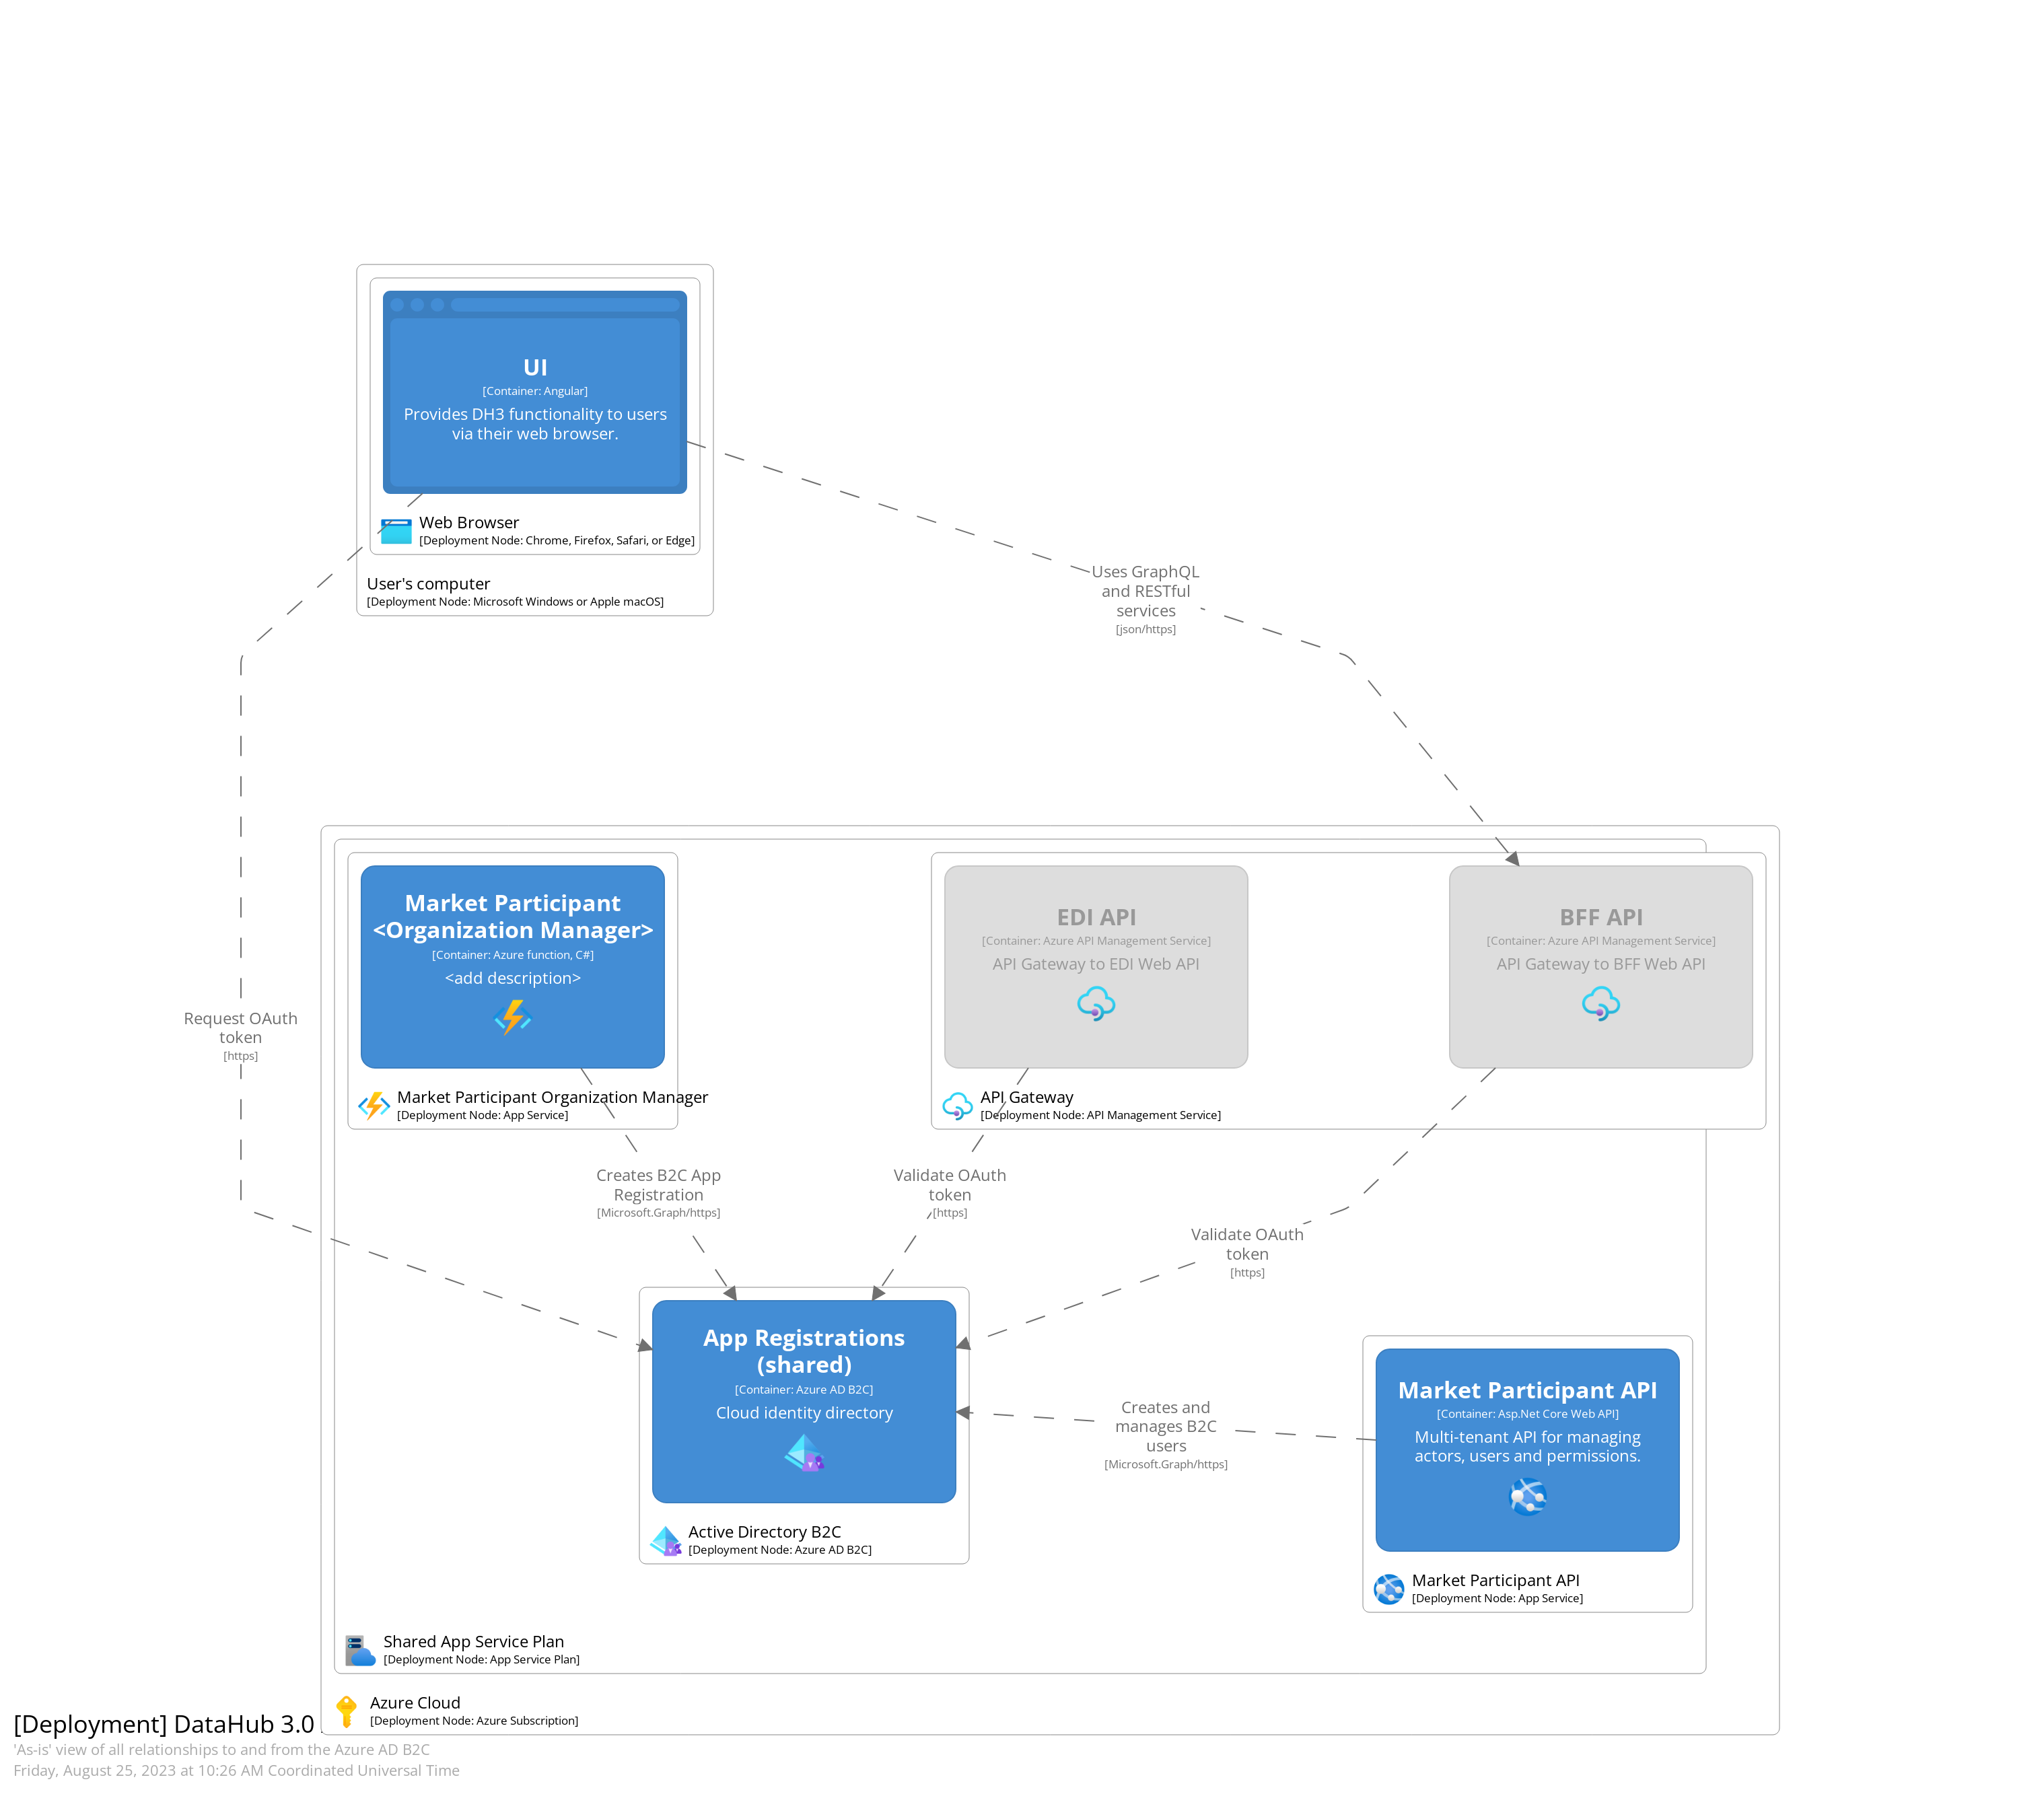 UI
[Container: Angular]
Provides DH3 functionality to users
via their web browser.
Web Browser
[Deployment Node: Chrome, Firefox, Safari, or Edge]
User's computer
[Deployment Node: Microsoft Windows or Apple macOS]
Uses GraphQL
and RESTful
services
[json/https]
Request OAuth
token
[https]
Market Participant
<Organization Manager>
[Container: Azure function, C#]
<add description>
Market Participant Organization Manager
[Deployment Node: App Service]
EDI API
[Container: Azure API Management Service]
API Gateway to EDI Web API
BFF API
[Container: Azure API Management Service]
API Gateway to BFF Web API
API Gateway
[Deployment Node: API Management Service]
Creates B2C App
Registration
[Microsoft.Graph/https]
Validate OAuth
token
[https]
Validate OAuth
token
[https]
App Registrations
(shared)
[Container: Azure AD B2C]
Cloud identity directory
Active Directory B2C
[Deployment Node: Azure AD B2C]
Creates and
manages B2C
users
[Microsoft.Graph/https]
Market Participant API
[Container: Asp.Net Core Web API]
Multi-tenant API for managing
actors, users and permissions.
Market Participant API
[Deployment Node: App Service]
Shared App Service Plan
[Deployment Node: App Service Plan]
Azure Cloud
[Deployment Node: Azure Subscription]
[Deployment] DataHub 3.0
'As-is' view of all relationships to and from the Azure AD B2C
Friday, August 25, 2023 at 10:26 AM Coordinated Universal Time